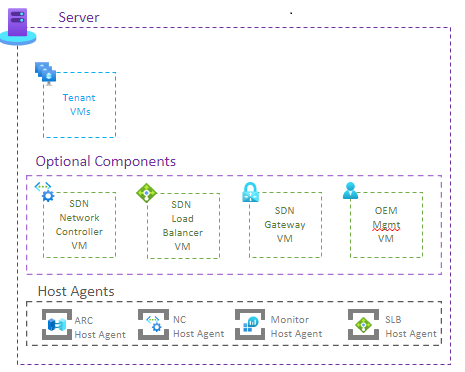 Server
Tenant
VMs
Optional Components
SDN
Network
Controller
VM
SDN
Load
Balancer
VM
SDN
Gateway
VM
OEM
Mgmt
VM
Host Agents
ARC
Host Agent
NC
Host Agent
Monitor
Host Agent
SLB
Host Agent